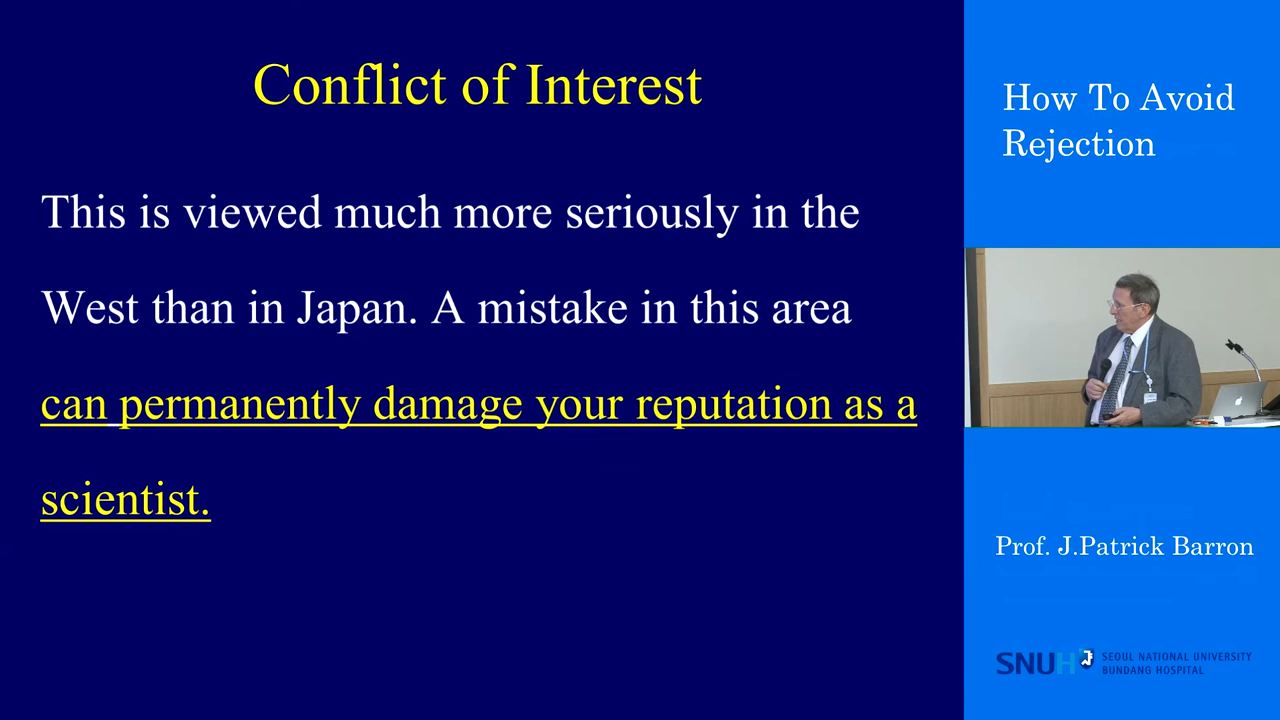 Conflict of Interest
This is viewed much more seriously in the
West than in Japan. A mistake in this area
can permanently damage your reputation as a
scientist.
How To Avoid
Rejection
Prof. J.Patrick Barron
SNUH
SEOUL NATIONAL UNIVERSITY
BUNDANG HOSPITAL